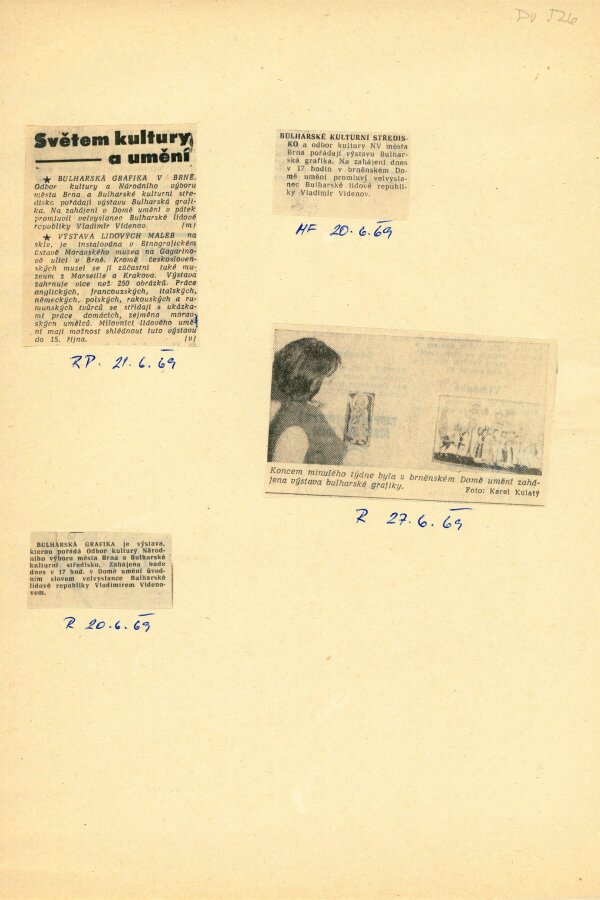 Du 526
Světem kultury
a umění
★ BULHARSKÁ GRAFIKA V BRNĚ.
Odbor kultury a Národního výboru
města Brna a Bulharské kulturní stře-
disko pořádají výstavu Bulharská grafi-
ka. Na zahájení v Domě umění v pátek
promluvil velvyslanec Bulharské lidové
republiky Vladimír Videnov. (m)
★ VÝSTAVA LIDOVÝCH MALEB na
skle, je instalována v Etnografickém
ústavě Moravského muzea na Gagarino-
vě ulici v Brně. Kromě českosloven-
ských muzeí se jí zúčastní také mu-
zeum z Marseille a Krakova. Výstava
zahrnuje více než 250 obrázků. Práce
anglických, francouzských, italských,
německých, polských, rakouských a ru-
munských tvůrců se střídají s ukázka-
mi práce domácích, zejména morav-
ských umělců. Milovníci lidového umě-
ní mají možnost shlédnout tuto výstavu
do 15. října. (v)
RP. 21. 6. 69
BULHARSKÉ KULTURNÍ STŘEDIS-
KO a odbor kultury NV města
Brna pořádají výstavu Bulhar-
ská grafika. Na zahájení dnes
v 17 hodin v brněnském Do-
mě umění promluví velvysla-
nec Bulharské lidové republi-
ky Vladimír Videnov.
MF 20. 6. 69
Koncem minulého týdne byla v brněnském Domě umění zahá-
jena výstava bulharské grafiky.
Foto: Karel Kulatý
R 27. 6. 69
BULHARSKÁ GRAFIKA je výstava,
kterou pořádá Odbor kultury Národ-
ního výboru města Brna a Bulharské
kulturní středisko. Zahájena bude
dnes v 17 hod. v Domě umění úvod-
ním slovem velvyslance Bulharské
lidové republiky Vladimírem Videno-
vem.
R 20. 6. 69